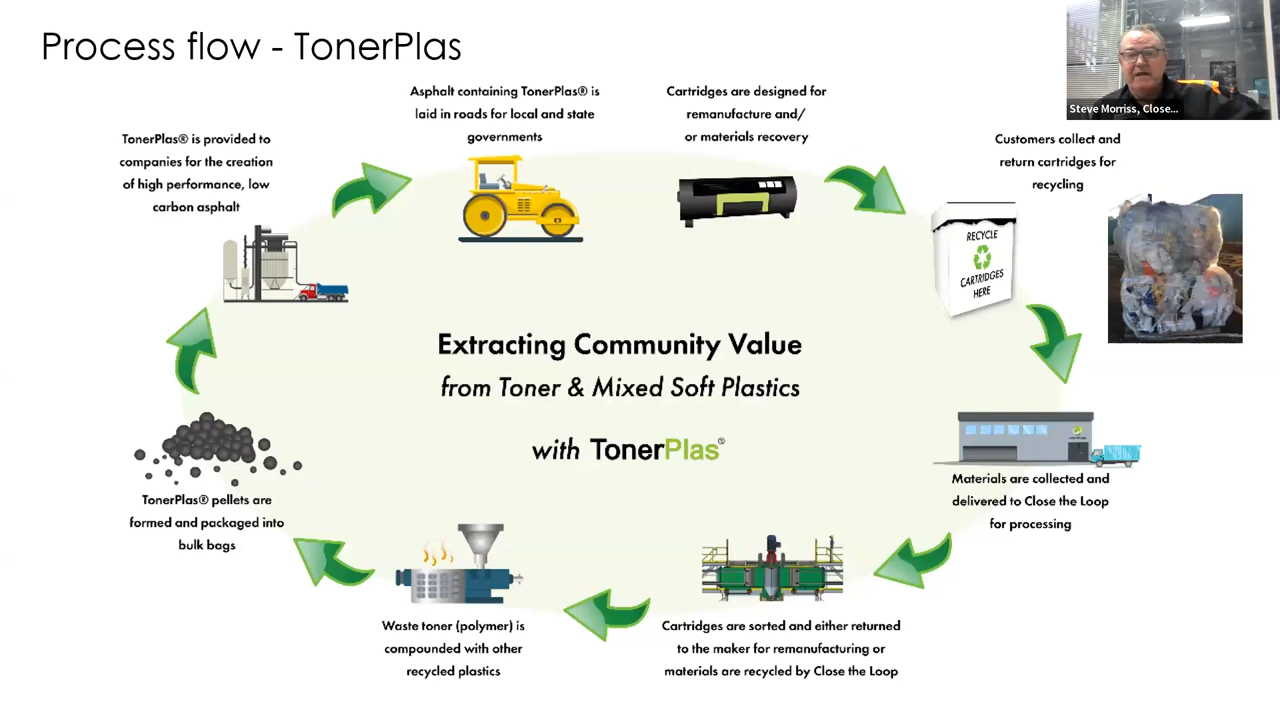 Process flow - TonerPlas
Steve Morriss, Close...
Asphalt containing TonerPlas® is
laid in roads for local and state
governments
Cartridges are designed for
remanufacture and/
or materials recovery
Customers collect and
return cartridges for
recycling
RECYCLE
CARTRIDGES
HERE
Materials are collected and
delivered to Close the Loop
for processing
Cartridges are sorted and either returned
to the maker for remanufacturing or
materials are recycled by Close the Loop
Waste toner (polymer) is
compounded with other
recycled plastics
TonerPlas® pellets are
formed and packaged into
bulk bags
TonerPlas® is provided to
companies for the creation
of high performance, low
carbon asphalt
Extracting Community Value
from Toner & Mixed Soft Plastics
with TonerPlas®